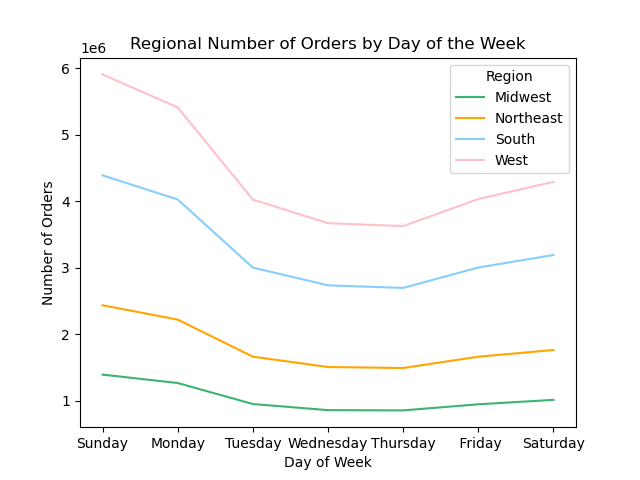 Regional Number of Orders by Day of the Week
1e6
Region
Midwest
Northeast
South
West
6
5
4
3
2
1
Number of Orders
Sunday Monday Tuesday Wednesday Thursday Friday Saturday
Day of Week